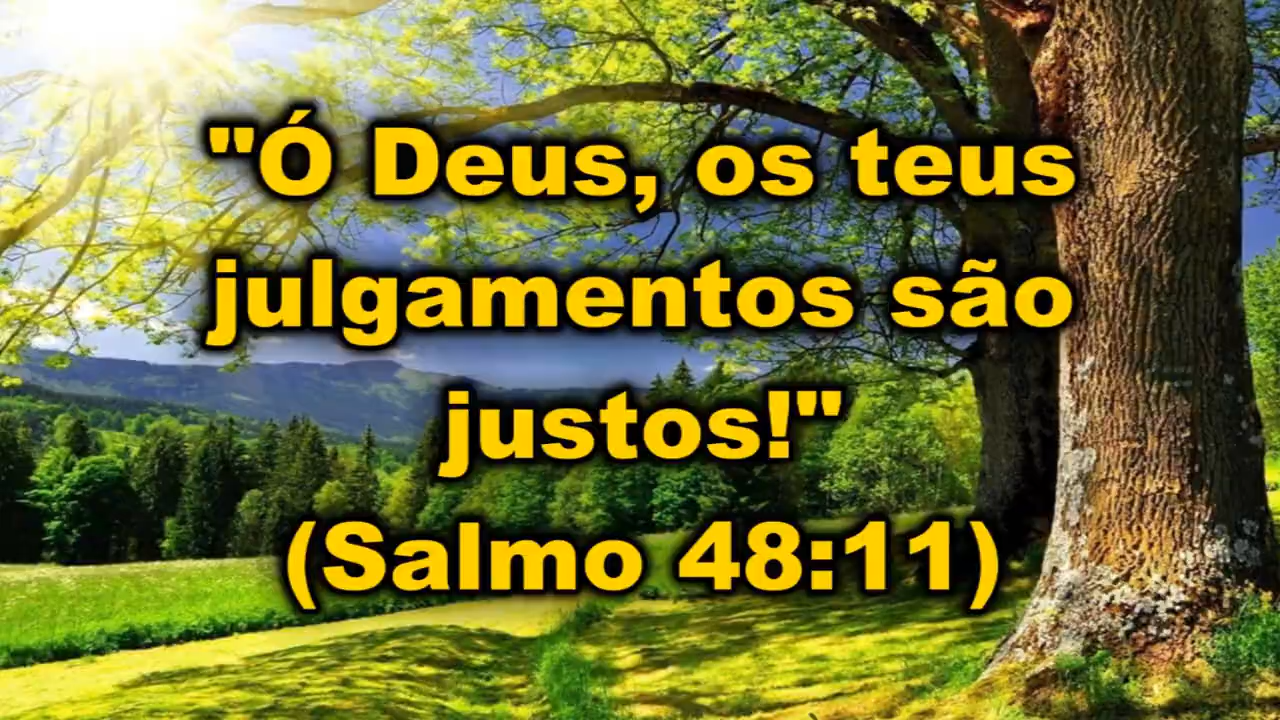 "Ó Deus, os teus
julgamentos são
justos!"
(Salmo 48:11)